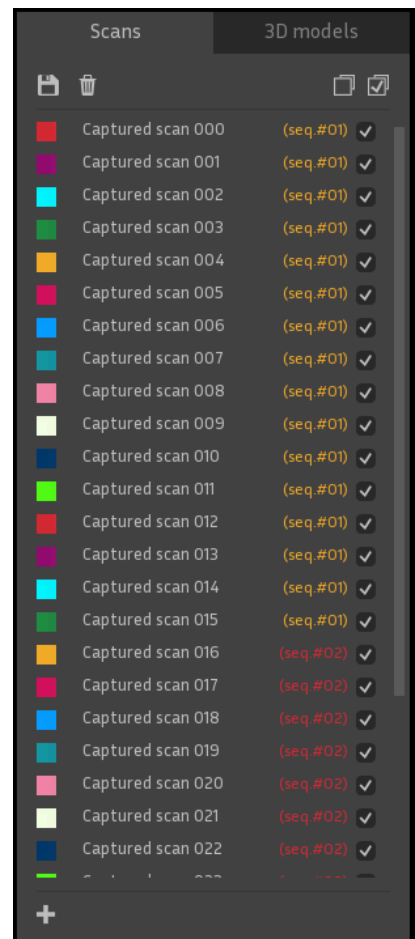 Scans 3D models
Captured scan 000 (seq.#01)
Captured scan 001 (seq.#01)
Captured scan 002 (seq.#01)
Captured scan 003 (seq.#01)
Captured scan 004 (seq.#01)
Captured scan 005 (seq.#01)
Captured scan 006 (seq.#01)
Captured scan 007 (seq.#01)
Captured scan 008 (seq.#01)
Captured scan 009 (seq.#01)
Captured scan 010 (seq.#01)
Captured scan 011 (seq.#01)
Captured scan 012 (seq.#01)
Captured scan 013 (seq.#01)
Captured scan 014 (seq.#01)
Captured scan 015 (seq.#01)
Captured scan 016 (seq.#02)
Captured scan 017 (seq.#02)
Captured scan 018 (seq.#02)
Captured scan 019 (seq.#02)
Captured scan 020 (seq.#02)
Captured scan 021 (seq.#02)
Captured scan 022 (seq.#02)